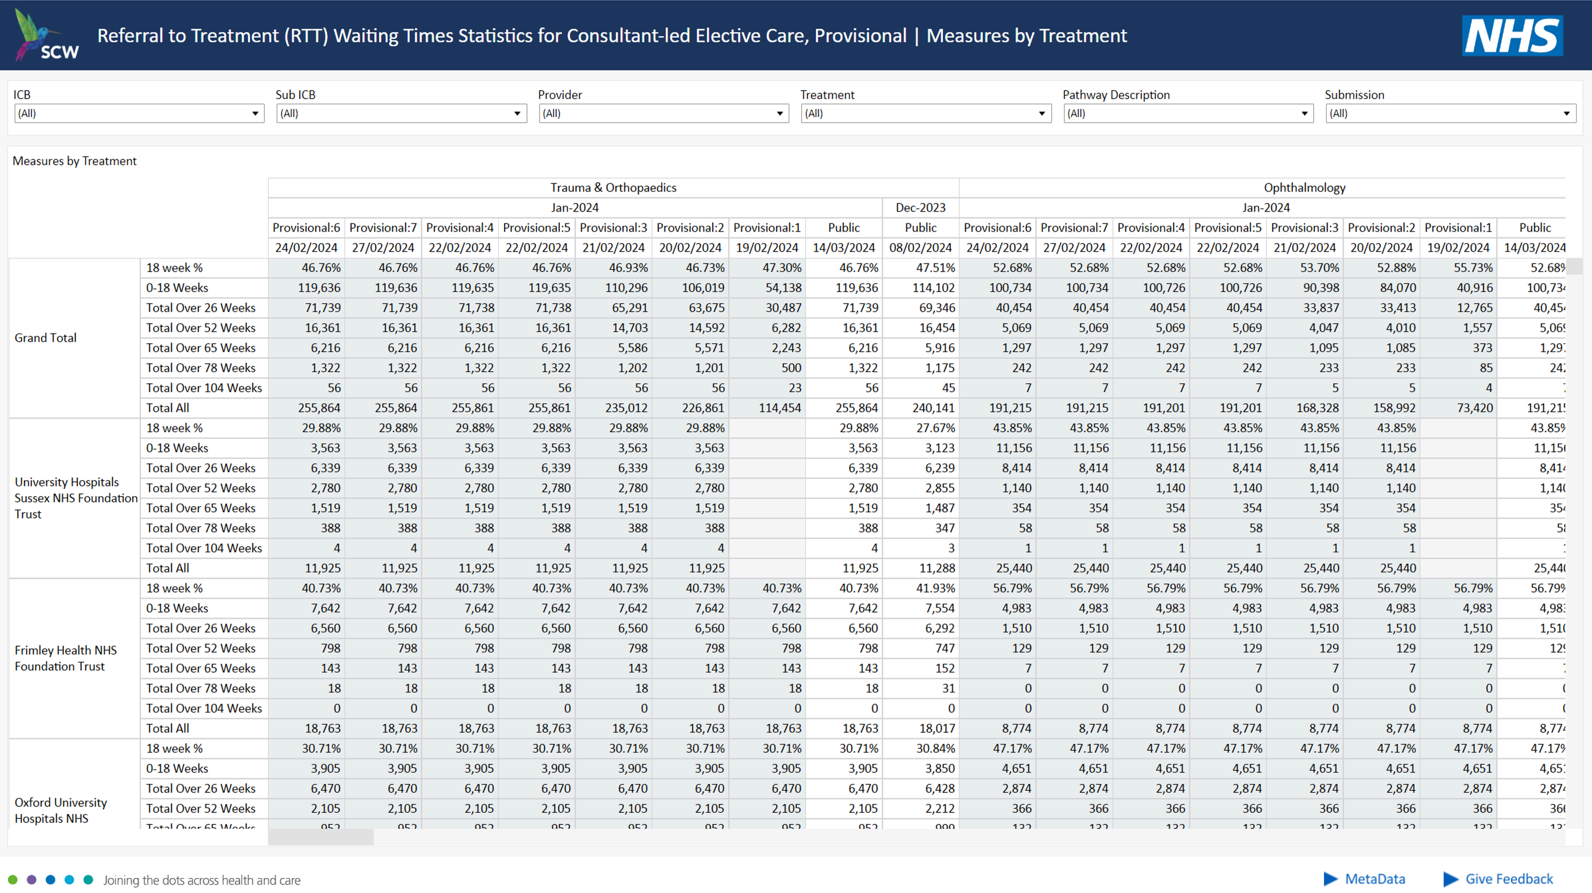 SCW
Referral to Treatment (RTT) Waiting Times Statistics for Consultant-led Elective Care, Provisional | Measures by Treatment
NHS
ICB Sub ICB Provider Treatment Pathway Description Submission
(All) (All) (All) (All) (All) (All)
Measures by Treatment
Trauma & Orthopaedics Ophthalmology
Jan-2024 Dec-2023 Jan-2024
Provisional:6 Provisional:7 Provisional:4 Provisional:5 Provisional:3 Provisional:2 Provisional:1 Public Public Provisional:6 Provisional:7 Provisional:4 Provisional:5 Provisional:3 Provisional:2 Provisional:1 Public
24/02/2024 27/02/2024 22/02/2024 22/02/2024 21/02/2024 20/02/2024 19/02/2024 14/03/2024 08/02/2024 24/02/2024 27/02/2024 22/02/2024 22/02/2024 21/02/2024 20/02/2024 19/02/2024 14/03/2024
Grand Total
18 week % 46.76% 46.76% 46.76% 46.76% 46.93% 46.73% 47.30% 46.76% 47.51% 52.68% 52.68% 52.68% 52.68% 53.70% 52.88% 55.73% 52.68%
0-18 Weeks 119,636 119,636 119,635 119,635 110,296 106,019 54,138 119,636 114,102 100,734 100,734 100,726 100,726 90,398 84,070 40,916 100,734
Total Over 26 Weeks 71,739 71,739 71,738 71,738 65,291 63,675 30,487 71,739 69,346 40,454 40,454 40,454 40,454 33,837 33,413 12,765 40,454
Total Over 52 Weeks 16,361 16,361 16,361 16,361 14,703 14,592 6,282 16,361 16,454 5,069 5,069 5,069 5,069 4,047 4,010 1,557 5,069
Total Over 65 Weeks 6,216 6,216 6,216 6,216 5,586 5,571 2,243 6,216 5,916 1,297 1,297 1,297 1,297 1,095 1,085 373 1,297
Total Over 78 Weeks 1,322 1,322 1,322 1,322 1,202 1,201 500 1,322 1,175 242 242 242 242 233 233 85 242
Total Over 104 Weeks 56 56 56 56 56 56 23 56 45 7 7 7 7 5 5 4
Total All 255,864 255,864 255,861 255,861 235,012 226,861 114,454 255,864 240,141 191,215 191,215 191,201 191,201 168,328 158,992 73,420 191,215
University Hospitals
Sussex NHS Foundation
Trust
18 week % 29.88% 29.88% 29.88% 29.88% 29.88% 29.88% 29.88% 27.67% 43.85% 43.85% 43.85% 43.85% 43.85% 43.85% 43.85%
0-18 Weeks 3,563 3,563 3,563 3,563 3,563 3,563 3,563 3,123 11,156 11,156 11,156 11,156 11,156 11,156 11,156
Total Over 26 Weeks 6,339 6,339 6,339 6,339 6,339 6,339 6,339 6,239 8,414 8,414 8,414 8,414 8,414 8,414 8,414
Total Over 52 Weeks 2,780 2,780 2,780 2,780 2,780 2,780 2,780 2,855 1,140 1,140 1,140 1,140 1,140 1,140 1,140
Total Over 65 Weeks 1,519 1,519 1,519 1,519 1,519 1,519 1,519 1,487 354 354 354 354 354 354 354
Total Over 78 Weeks 388 388 388 388 388 388 388 347 58 58 58 58 58 58 58
Total Over 104 Weeks 4 4 4 4 4 4 4 3 1 1 1 1 1 1
Total All 11,925 11,925 11,925 11,925 11,925 11,925 11,925 11,288 25,440 25,440 25,440 25,440 25,440 25,440 25,440
Frimley Health NHS
Foundation Trust
18 week % 40.73% 40.73% 40.73% 40.73% 40.73% 40.73% 40.73% 40.73% 41.93% 56.79% 56.79% 56.79% 56.79% 56.79% 56.79% 56.79% 56.79%
0-18 Weeks 7,642 7,642 7,642 7,642 7,642 7,642 7,642 7,642 7,554 4,983 4,983 4,983 4,983 4,983 4,983 4,983 4,983
Total Over 26 Weeks 6,560 6,560 6,560 6,560 6,560 6,560 6,560 6,560 6,292 1,510 1,510 1,510 1,510 1,510 1,510 1,510 1,510
Total Over 52 Weeks 798 798 798 798 798 798 798 798 747 129 129 129 129 129 129 129 129
Total Over 65 Weeks 143 143 143 143 143 143 143 143 152 7 7 7 7 7 7 7
Total Over 78 Weeks 18 18 18 18 18 18 18 18 31 0 0 0 0 0 0 0
Total Over 104 Weeks 0 0 0 0 0 0 0 0 0 0 0 0 0 0 0 0
Total All 18,763 18,763 18,763 18,763 18,763 18,763 18,763 18,763 18,017 8,774 8,774 8,774 8,774 8,774 8,774 8,774 8,774
Oxford University
Hospitals NHS
18 week % 30.71% 30.71% 30.71% 30.71% 30.71% 30.71% 30.71% 30.71% 30.84% 47.17% 47.17% 47.17% 47.17% 47.17% 47.17% 47.17% 47.17%
0-18 Weeks 3,905 3,905 3,905 3,905 3,905 3,905 3,905 3,905 3,850 4,651 4,651 4,651 4,651 4,651 4,651 4,651 4,651
Total Over 26 Weeks 6,470 6,470 6,470 6,470 6,470 6,470 6,470 6,470 6,428 2,874 2,874 2,874 2,874 2,874 2,874 2,874 2,874
Total Over 52 Weeks 2,105 2,105 2,105 2,105 2,105 2,105 2,105 2,105 2,212 366 366 366 366 366 366 366 366
Total Over 65 Weeks 952 952 952 952 952 952 952 952 999 132 132 132 132 132 132 132
Joining the dots across health and care
MetaData Give Feedback